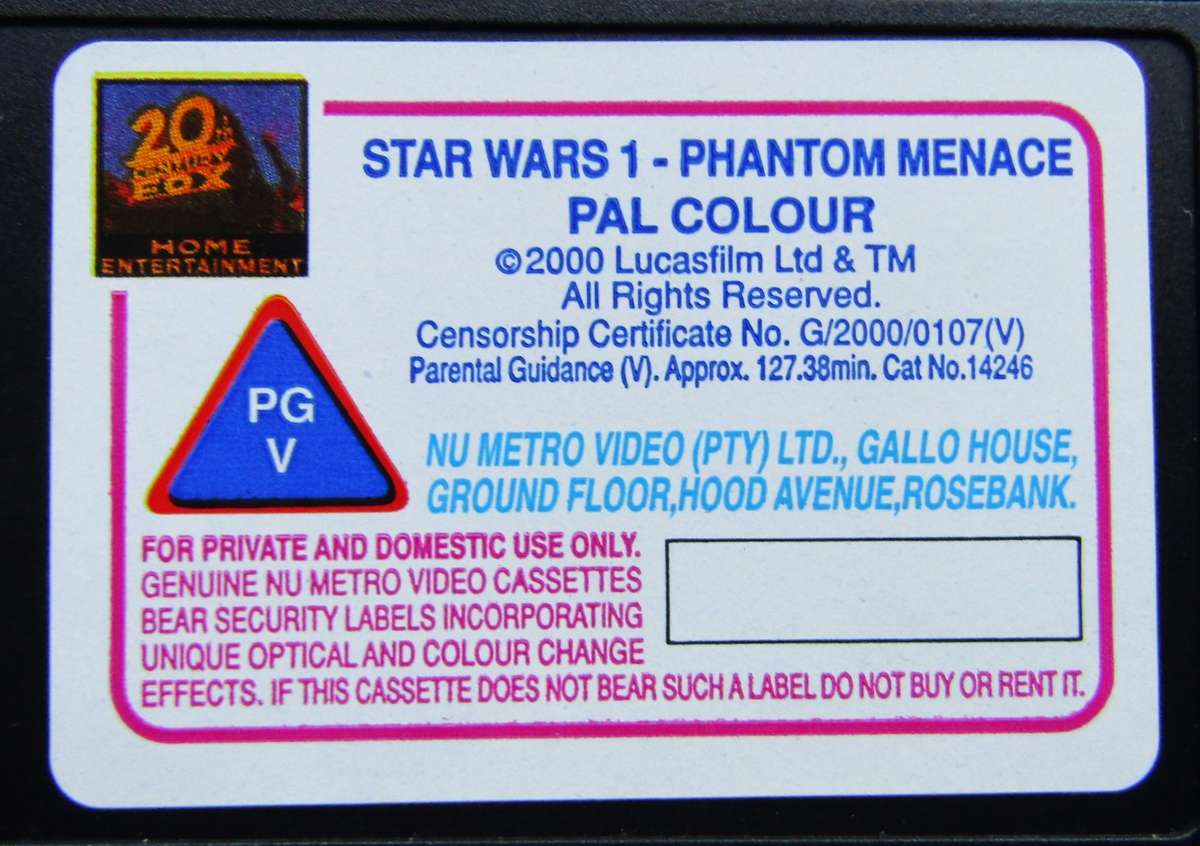 20th
CENTURY
FOX
HOME
ENTERTAINMENT
STAR WARS 1 - PHANTOM MENACE
PAL COLOUR
©2000 Lucasfilm Ltd & TM
All Rights Reserved.
Censorship Certificate No. G/2000/0107(V)
Parental Guidance (V). Approx. 127.38min. Cat No.14246
PG
V
NU METRO VIDEO (PTY) LTD., GALLO HOUSE,
GROUND FLOOR,HOOD AVENUE,ROSEBANK.
FOR PRIVATE AND DOMESTIC USE ONLY.
GENUINE NU METRO VIDEO CASSETTES
BEAR SECURITY LABELS INCORPORATING
UNIQUE OPTICAL AND COLOUR CHANGE
EFFECTS. IF THIS CASSETTE DOES NOT BEAR SUCH A LABEL DO NOT BUY OR RENT IT.